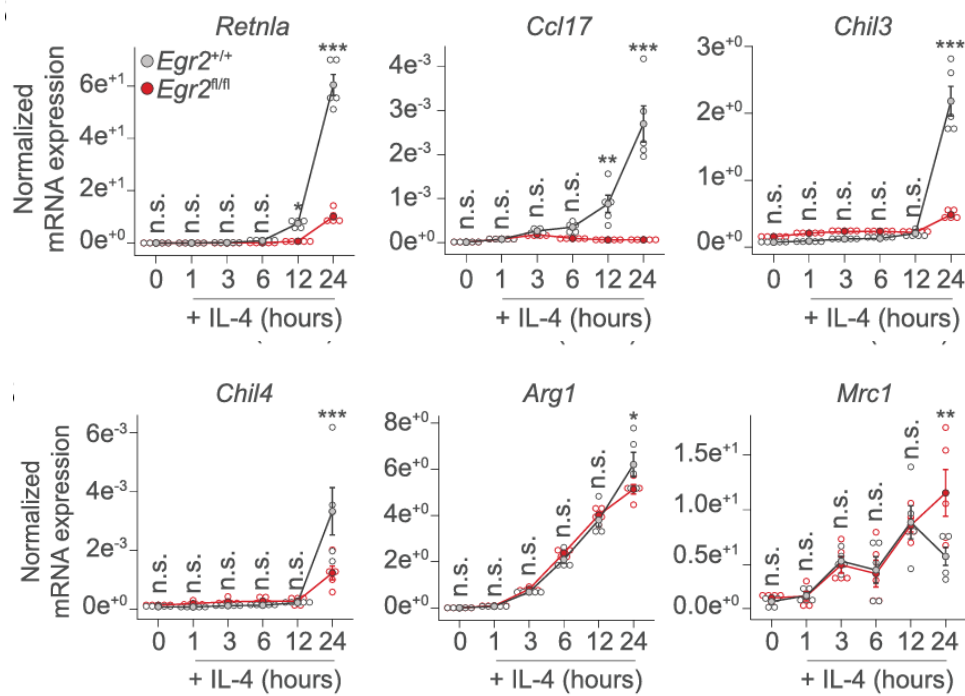 Retnla
Ccl17
Chil3
Normalized
mRNA expression
6e+1
4e+1
2e+1
0e+0
Egr2+/+
Egr2fl/fl
n.s.
n.s.
n.s.
n.s.
*
***
0 1 3 6 12 24
+ IL-4 (hours)
4e-3
3e-3
2e-3
1e-3
0e+0
n.s.
n.s.
n.s.
n.s.
**
***
0 1 3 6 12 24
+ IL-4 (hours)
3e+0
2e+0
1e+0
0e+0
n.s.
n.s.
n.s.
n.s.
n.s.
***
0 1 3 6 12 24
+ IL-4 (hours)
Chil4
Arg1
Mrc1
Normalized
mRNA expression
6e-3
4e-3
2e-3
0e+0
n.s.
n.s.
n.s.
n.s.
n.s.
***
0 1 3 6 12 24
+ IL-4 (hours)
8e+0
6e+0
4e+0
2e+0
0e+0
n.s.
n.s.
n.s.
n.s.
n.s.
*
0 1 3 6 12 24
+ IL-4 (hours)
1.5e+1
1.0e+1
0.5e+1
0e+0
n.s.
n.s.
n.s.
n.s.
n.s.
**
0 1 3 6 12 24
+ IL-4 (hours)